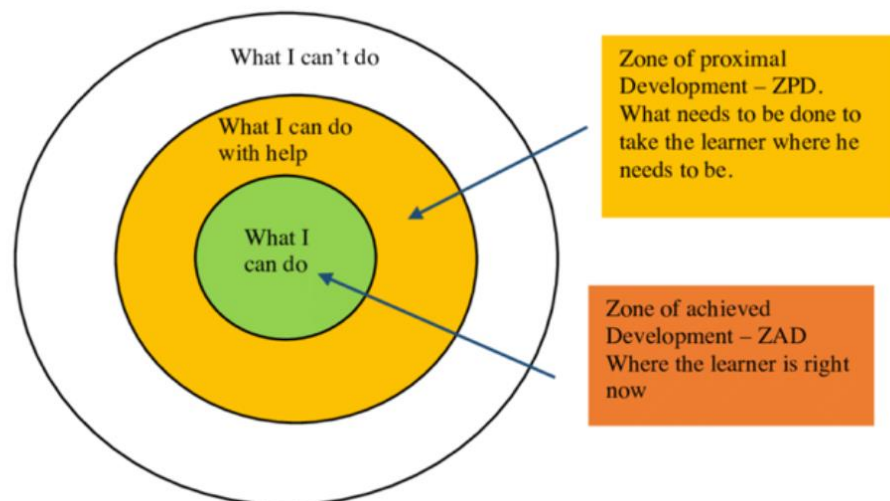 What I can't do
What I can do
with help
What I
can do
Zone of proximal
Development – ZPD.
What needs to be done to
take the learner where he
needs to be.
Zone of achieved
Development – ZAD
Where the learner is right
now